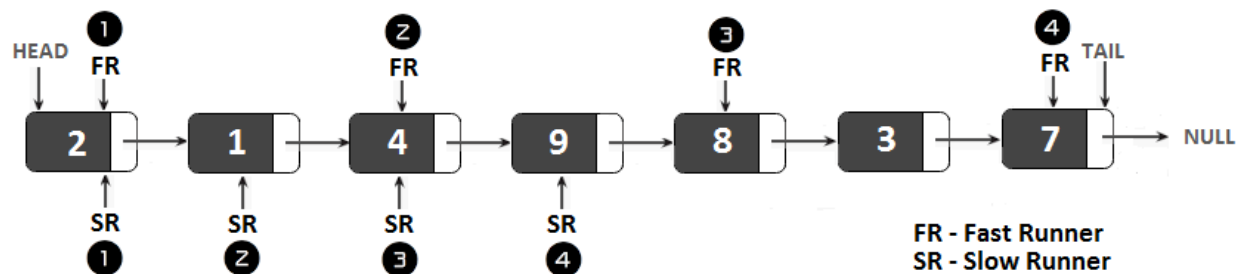 1 2 3 4
HEAD FR FR FR FR TAIL
2 1 4 9 8 3 7 NULL
SR SR SR SR
1 2 3 4
FR - Fast Runner
SR - Slow Runner